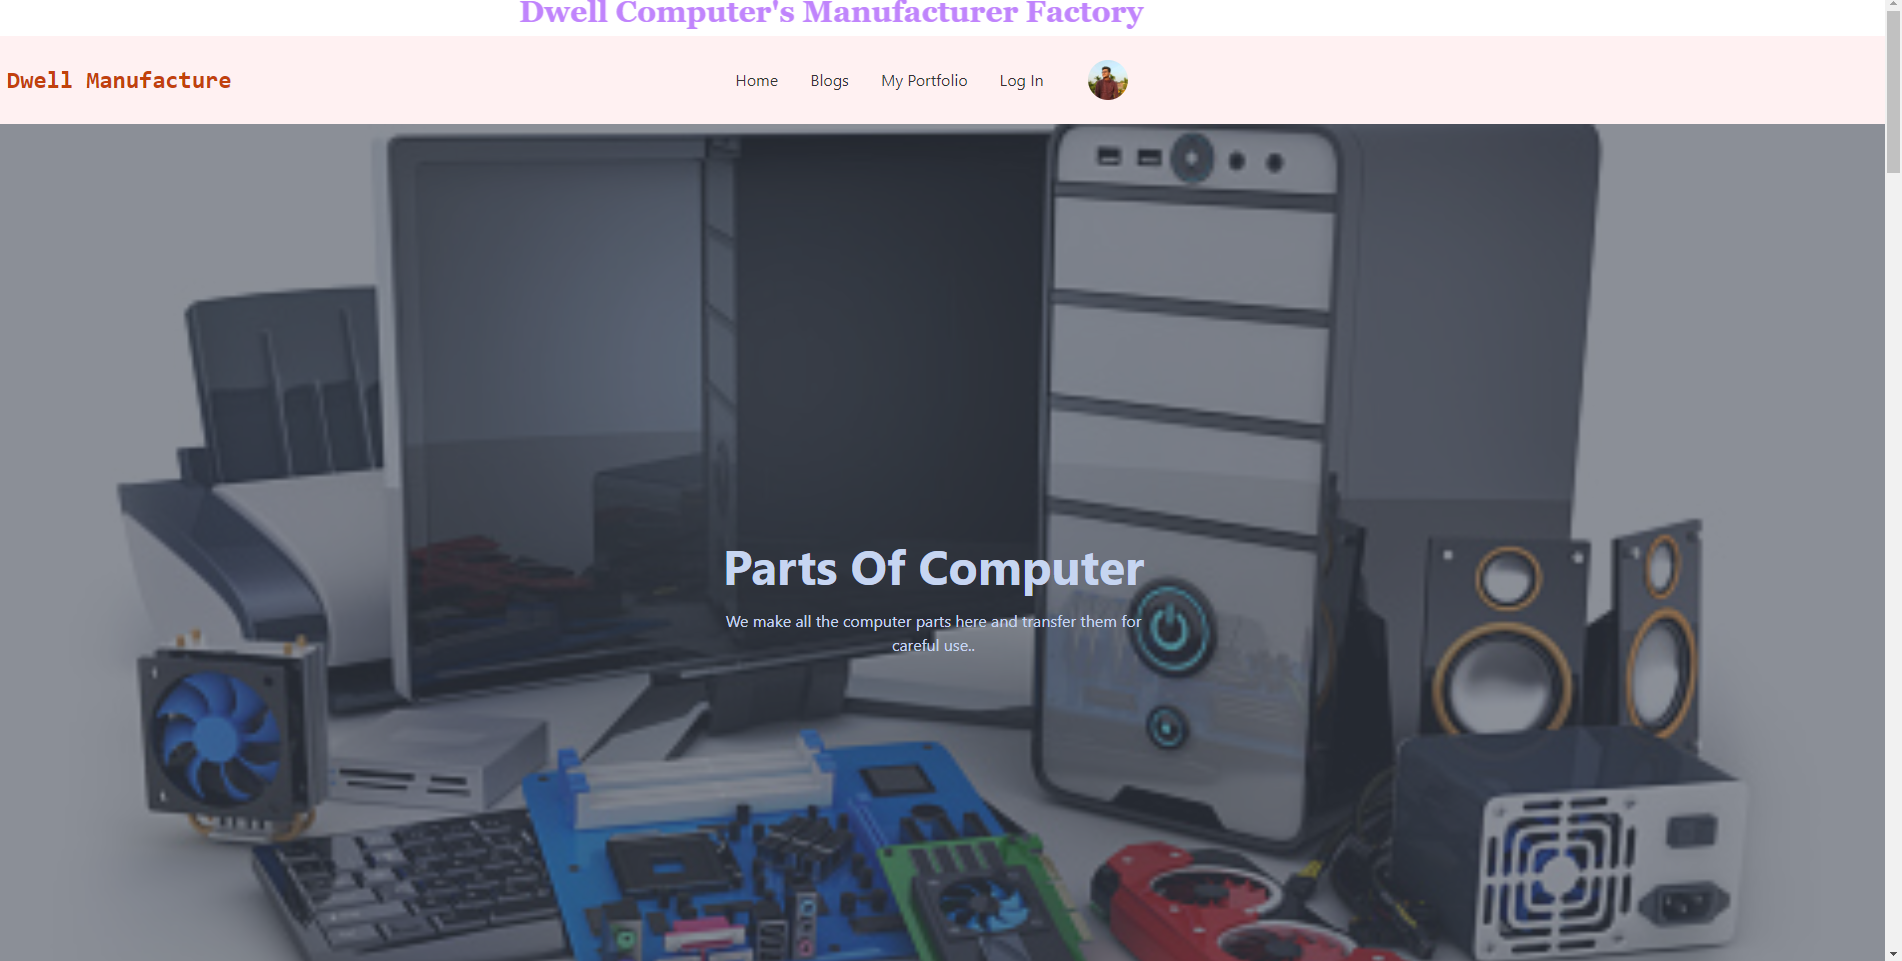 Dwell Computer's Manufacturer Factory
Dwell Manufacture
Home Blogs My Portfolio Log In
Parts Of Computer
We make all the computer parts here and transfer them for
careful use..